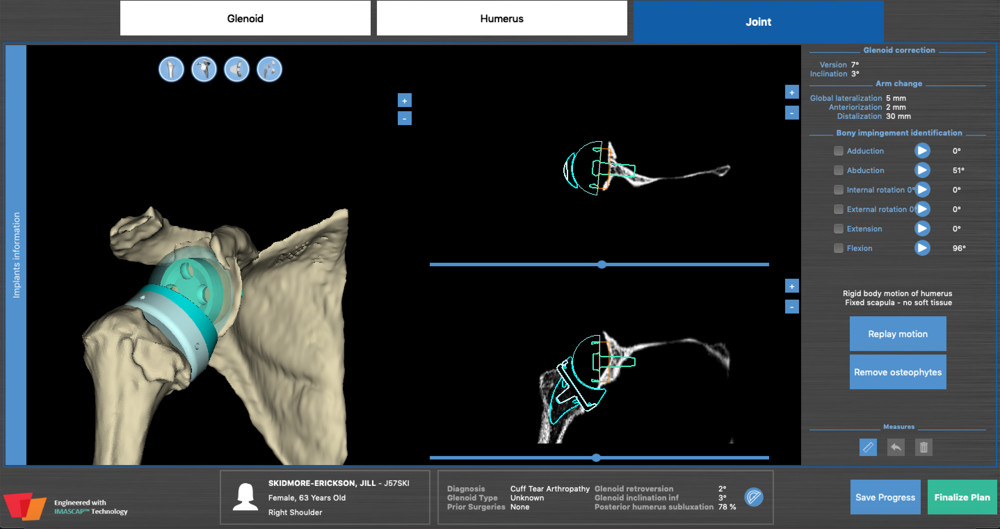 Glenoid
Humerus
Joint
Implants information
+
-
+
-
+
-
Glenoid correction
Version 7°
Inclination 3°
Arm change
Global lateralization 5 mm
Anteriorization 2 mm
Distalization 30 mm
Bony impingement identification
Adduction 0°
Abduction 51°
Internal rotation 0° 0°
External rotation 0° 0°
Extension 0°
Flexion 96°
Rigid body motion of humerus
Fixed scapula - no soft tissue
Replay motion
Remove osteophytes
Measures
Engineered with
IMASCAP™ Technology
SKIDMORE-ERICKSON, JILL - J57SKI
Female, 63 Years Old
Right Shoulder
Diagnosis Cuff Tear Arthropathy Glenoid retroversion 2°
Glenoid Type Unknown Glenoid inclination inf 3°
Prior Surgeries None Posterior humerus subluxation 78 %
Save Progress
Finalize Plan